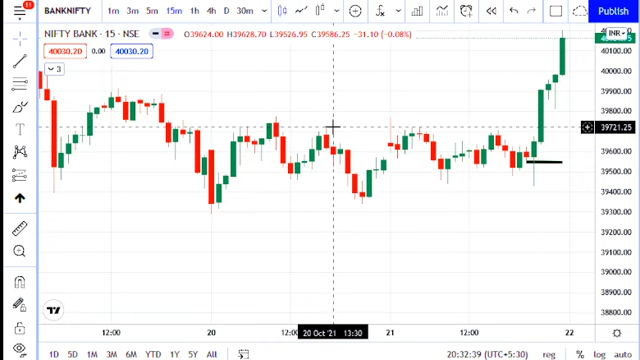 11
BANKNIFTY 1m 3m 5m 15m 1h 4h D 30m Publish
NIFTY BANK · 15 · NSE O39624.00 H39628.70 L39526.95 C39586.25 −31.10 (−0.08%)
INR
40030.20 0.00 40030.20
3
40100.00
40000.00
39900.00
39800.00
39721.25
39600.00
39500.00
39400.00
39300.00
39200.00
39100.00
39000.00
38900.00
38800.00
12:00 20 12:00 20 Oct '21 13:30 21 12:00 22
1D 5D 1M 3M 6M YTD 1Y 5Y All 20:32:39 (UTC+5:30) reg % log auto